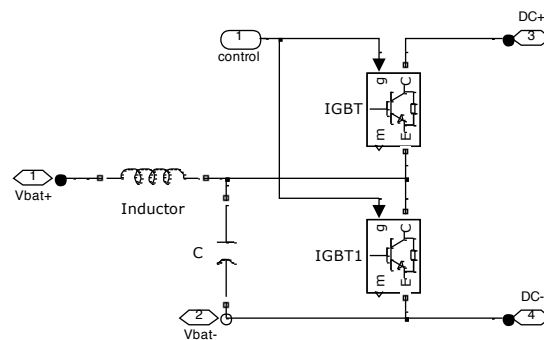 DC+
1
3
control
g
C
IGBT
m
E
1
Vbat+
Inductor
g
C
C
IGBT1
m
E
DC-
2
4
Vbat-